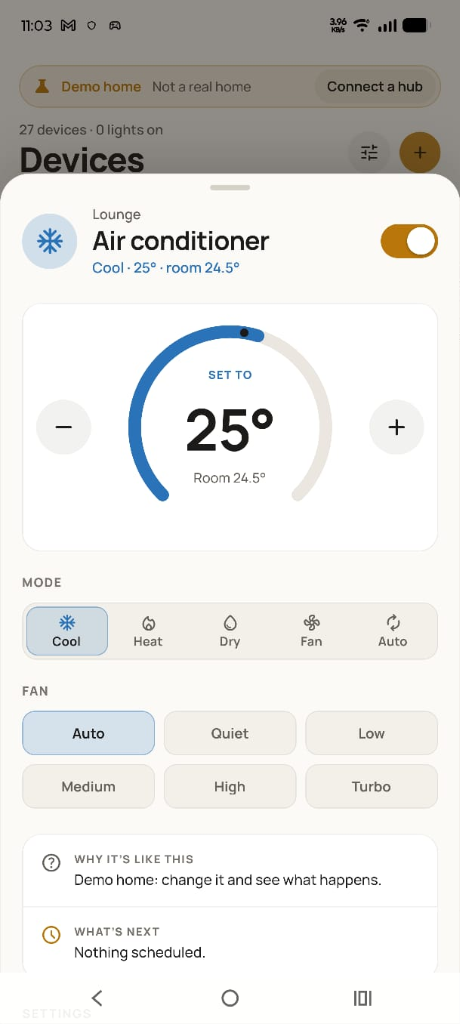 11:03
3.96 KB/s
Demo home Not a real home Connect a hub
27 devices · 0 lights on
Devices
Lounge
Air conditioner
Cool · 25° · room 24.5°
SET TO
25°
Room 24.5°
MODE
Cool Heat Dry Fan Auto
FAN
Auto Quiet Low
Medium High Turbo
WHY IT'S LIKE THIS
Demo home: change it and see what happens.
WHAT'S NEXT
Nothing scheduled.
SETTINGS